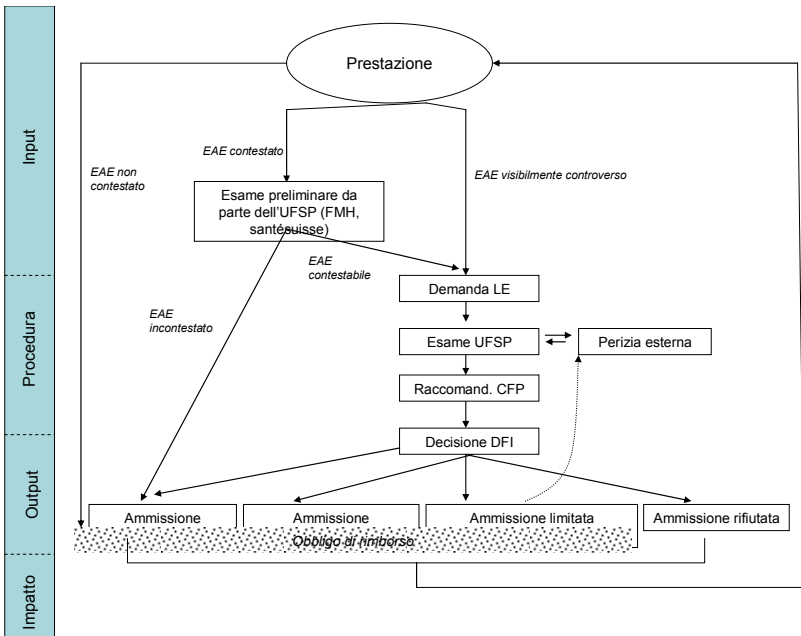 Input
Procedura
Output
Impatto
Prestazione
EAE non
contestato
EAE contestato
EAE visibilmente controverso
Esame preliminare da
parte dell'UFSP (FMH,
santésuisse)
EAE
contestabile
EAE
incontestato
Demanda LE
Esame UFSP
Perizia esterna
Raccomand. CFP
Decisione DFI
Ammissione
Ammissione
Ammissione limitata
Ammissione rifiutata
Obbligo di rimborso